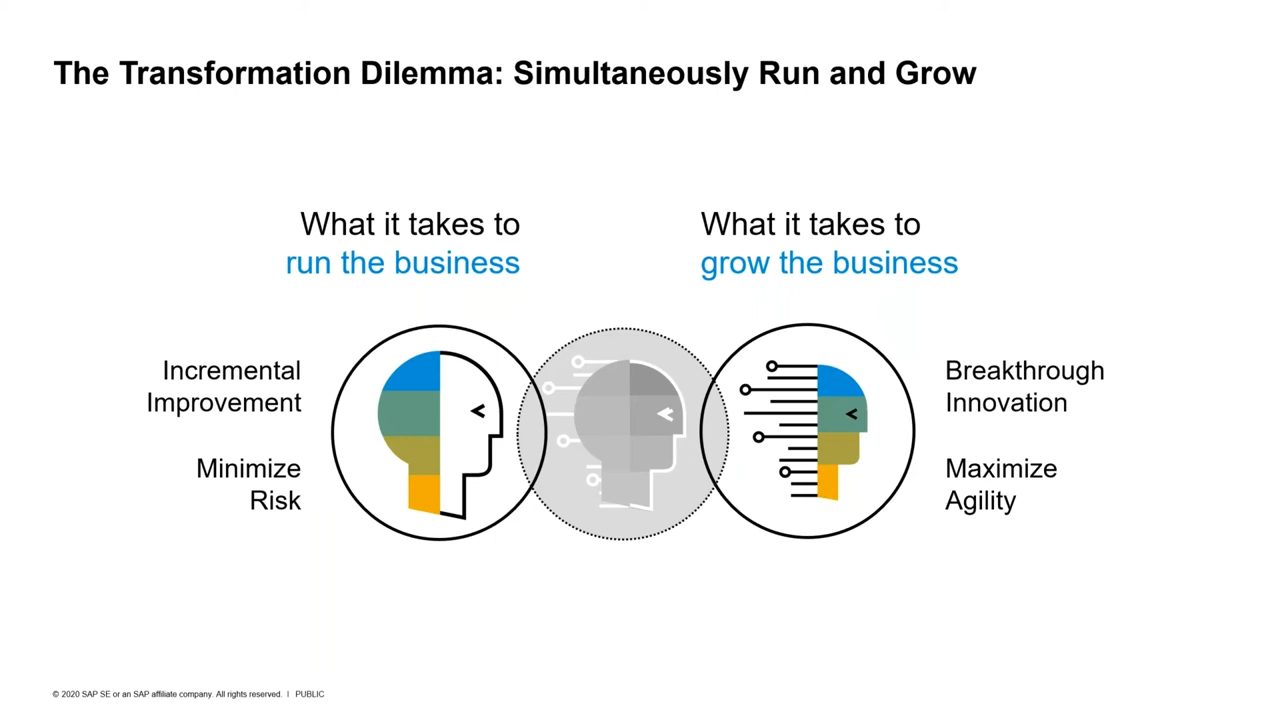 The Transformation Dilemma: Simultaneously Run and Grow
What it takes to
run the business
What it takes to
grow the business
Incremental
Improvement
Minimize
Risk
Breakthrough
Innovation
Maximize
Agility
© 2020 SAP SE or an SAP affiliate company. All rights reserved. | PUBLIC